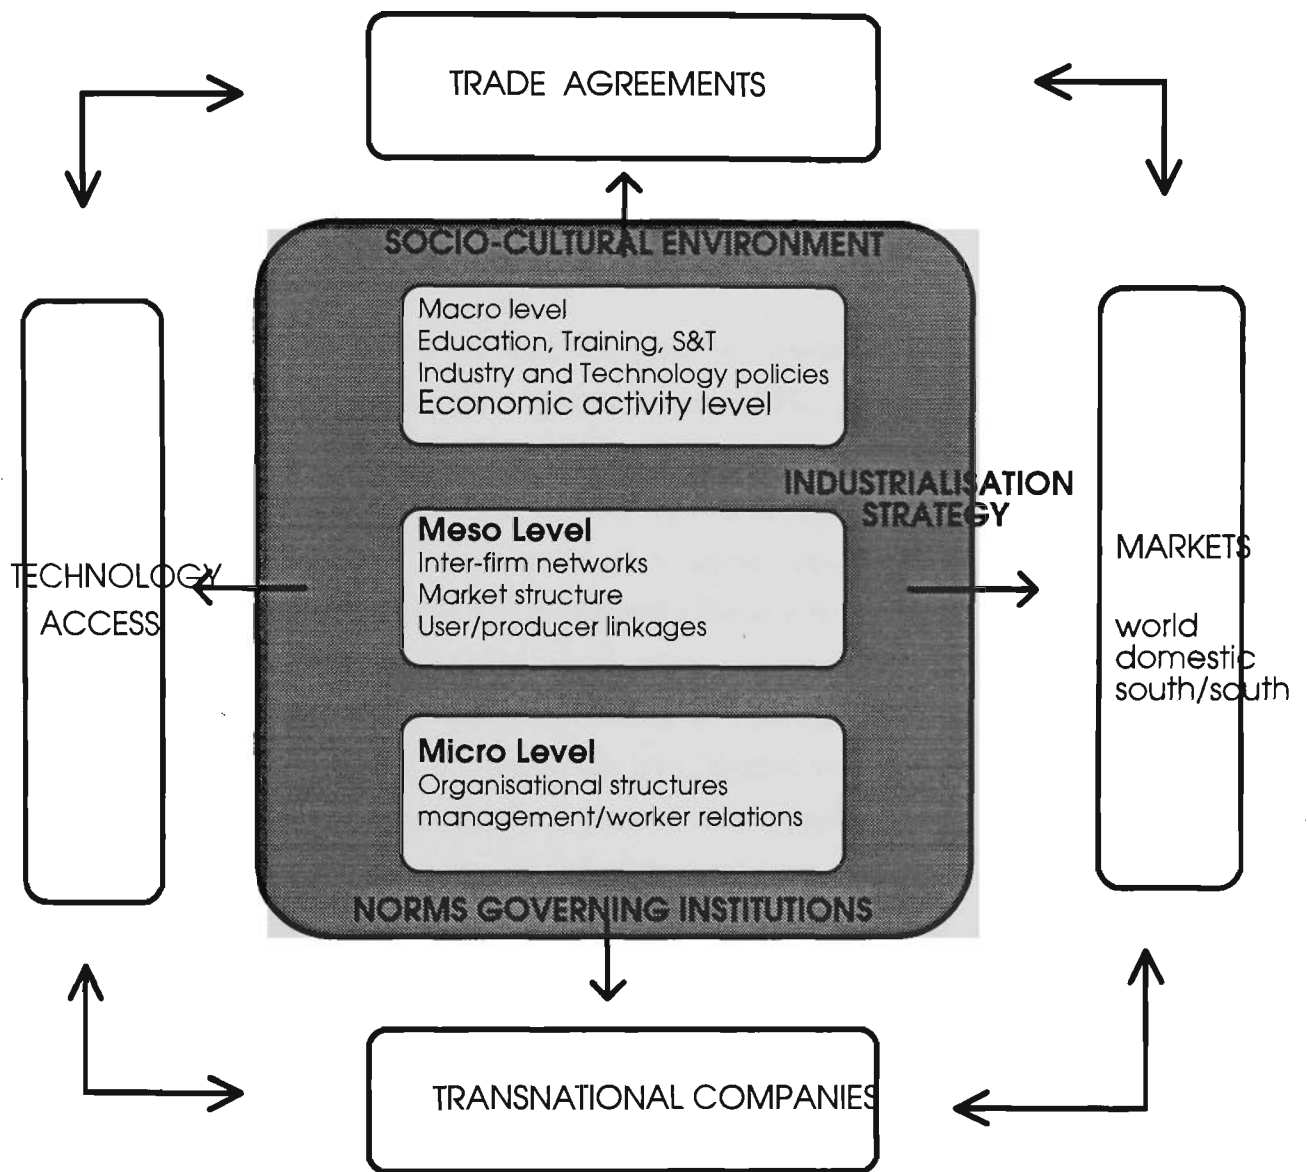 TRADE AGREEMENTS
SOCIO-CULTURAL ENVIRONMENT
Macro level
Education, Training, S&T
Industry and Technology policies
Economic activity level
INDUSTRIALISATION
STRATEGY
Meso Level
Inter-firm networks
Market structure
User/producer linkages
TECHNOLOGY
ACCESS
MARKETS
world
domestic
south/south
Micro Level
Organisational structures
management/worker relations
NORMS GOVERNING INSTITUTIONS
TRANSNATIONAL COMPANIES